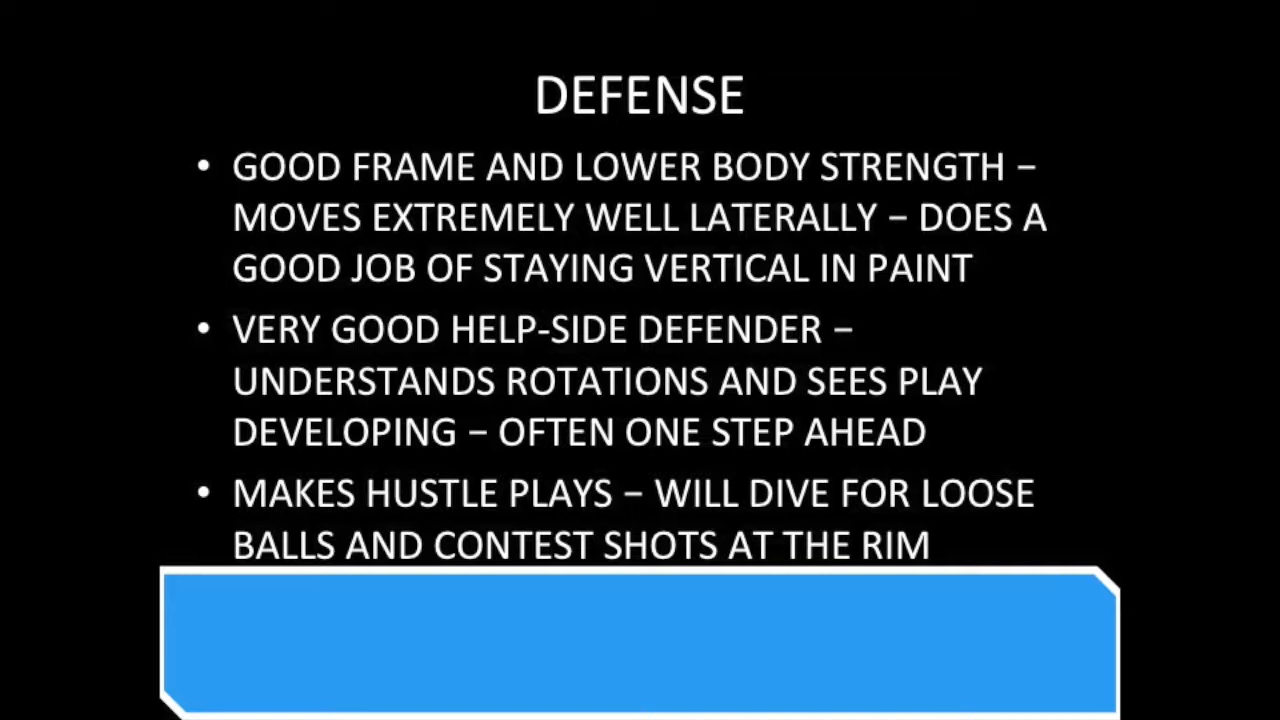 DEFENSE
• GOOD FRAME AND LOWER BODY STRENGTH –
MOVES EXTREMELY WELL LATERALLY – DOES A
GOOD JOB OF STAYING VERTICAL IN PAINT
• VERY GOOD HELP-SIDE DEFENDER –
UNDERSTANDS ROTATIONS AND SEES PLAY
DEVELOPING – OFTEN ONE STEP AHEAD
• MAKES HUSTLE PLAYS – WILL DIVE FOR LOOSE
BALLS AND CONTEST SHOTS AT THE RIM